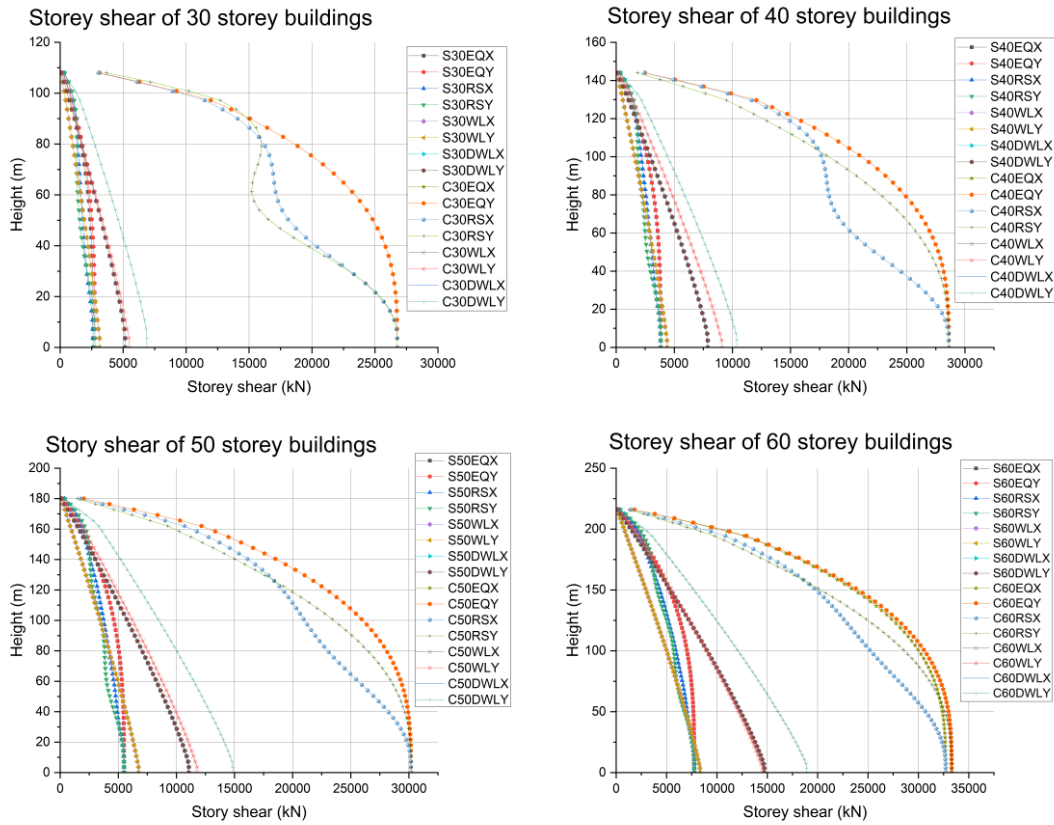 Storey shear of 30 storey buildings
120
100
80
60
40
20
0
Height (m)
0
5000
10000
15000
20000
25000
30000
Storey shear (kN)
S30EQX
S30EQY
S30RSX
S30RSY
S30WLX
S30WLY
S30DWLX
S30DWLY
C30EQX
C30EQY
C30RSX
C30RSY
C30WLX
C30WLY
C30DWLX
C30DWLY
Storey shear of 40 storey buildings
160
140
120
100
80
60
40
20
0
Height (m)
0
5000
10000
15000
20000
25000
30000
Storey shear (kN)
S40EQX
S40EQY
S40RSX
S40RSY
S40WLX
S40WLY
S40DWLX
S40DWLY
C40EQX
C40EQY
C40RSX
C40RSY
C40WLX
C40WLY
C40DWLX
C40DWLY
Story shear of 50 storey buildings
200
180
160
140
120
100
80
60
40
20
0
Height (m)
0
5000
10000
15000
20000
25000
30000
Story shear (kN)
S50EQX
S50EQY
S50RSX
S50RSY
S50WLX
S50WLY
S50DWLX
S50DWLY
C50EQX
C50EQY
C50RSX
C50RSY
C50WLX
C50WLY
C50DWLX
C50DWLY
Storey shear of 60 storey buildings
250
200
150
100
50
0
Height (m)
0
5000
10000
15000
20000
25000
30000
35000
Storey shear (kN)
S60EQX
S60EQY
S60RSX
S60RSY
S60WLX
S60WLY
S60DWLX
S60DWLY
C60EQX
C60EQY
C60RSX
C60RSY
C60WLX
C60WLY
C60DWLX
C60DWLY